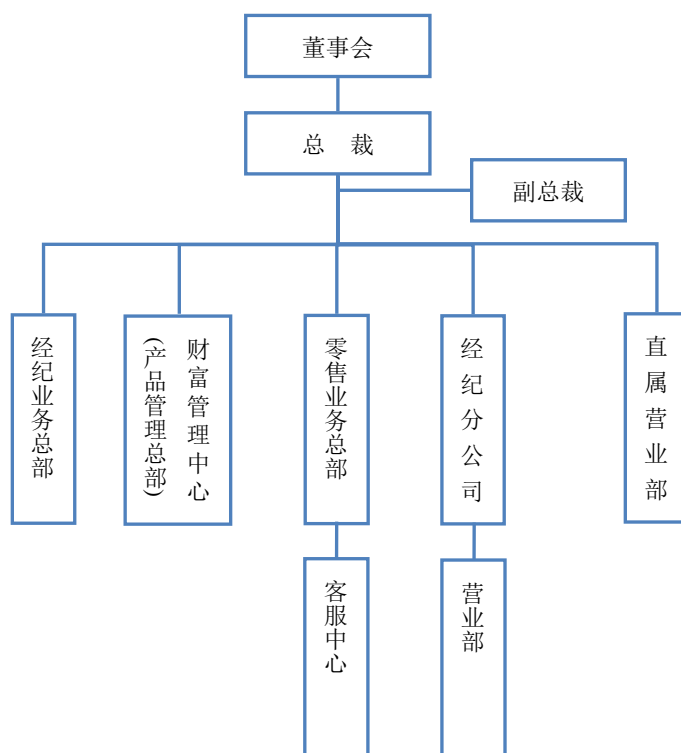 董事会
总 裁
副总裁
经纪业务总部
财富管理中心
(产品管理总部)
零售业务总部
经纪分公司
直属营业部
客服中心
营业部